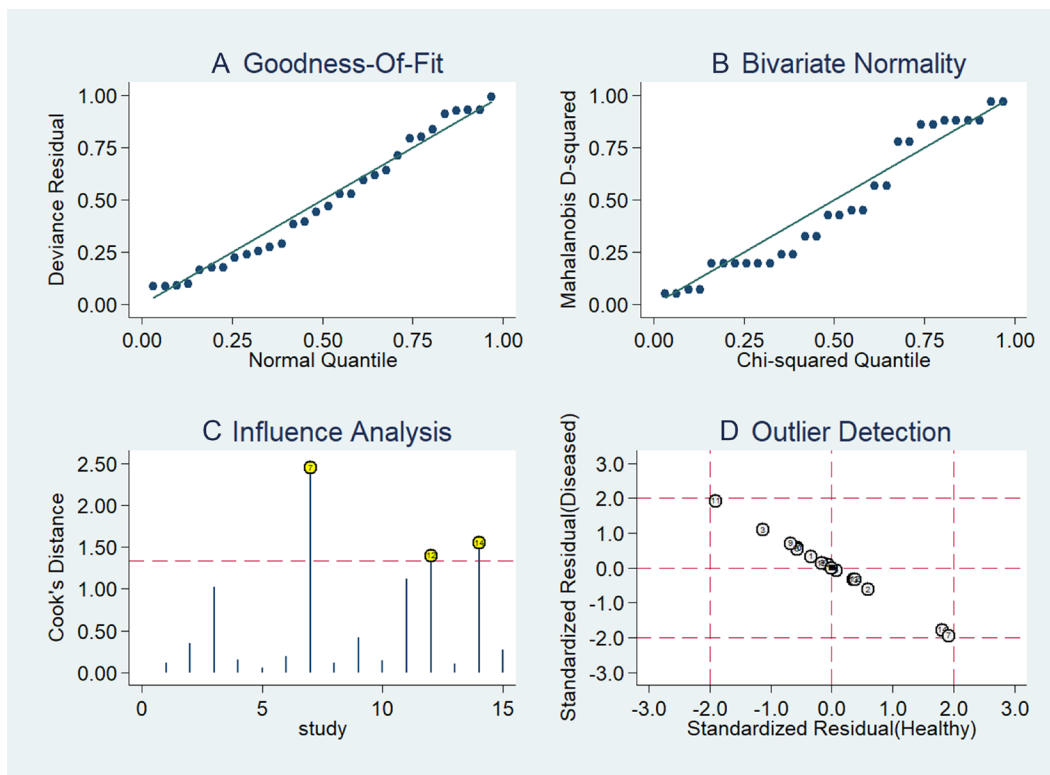 A Goodness-Of-Fit
Deviance Residual
1.00
0.75
0.50
0.25
0.00
0.00 0.25 0.50 0.75 1.00
Normal Quantile
B Bivariate Normality
Mahalanobis D-squared
1.00
0.75
0.50
0.25
0.00
0.00 0.25 0.50 0.75 1.00
Chi-squared Quantile
C Influence Analysis
Cook's Distance
2.50
2.00
1.50
1.00
0.50
0.00
7
12
14
0 5 10 15
study
D Outlier Detection
Standardized Residual(Diseased)
3.0
2.0
1.0
0.0
-1.0
-2.0
-3.0
11
3
9
1
2
7
-3.0 -2.0 -1.0 0.0 1.0 2.0 3.0
Standardized Residual(Healthy)